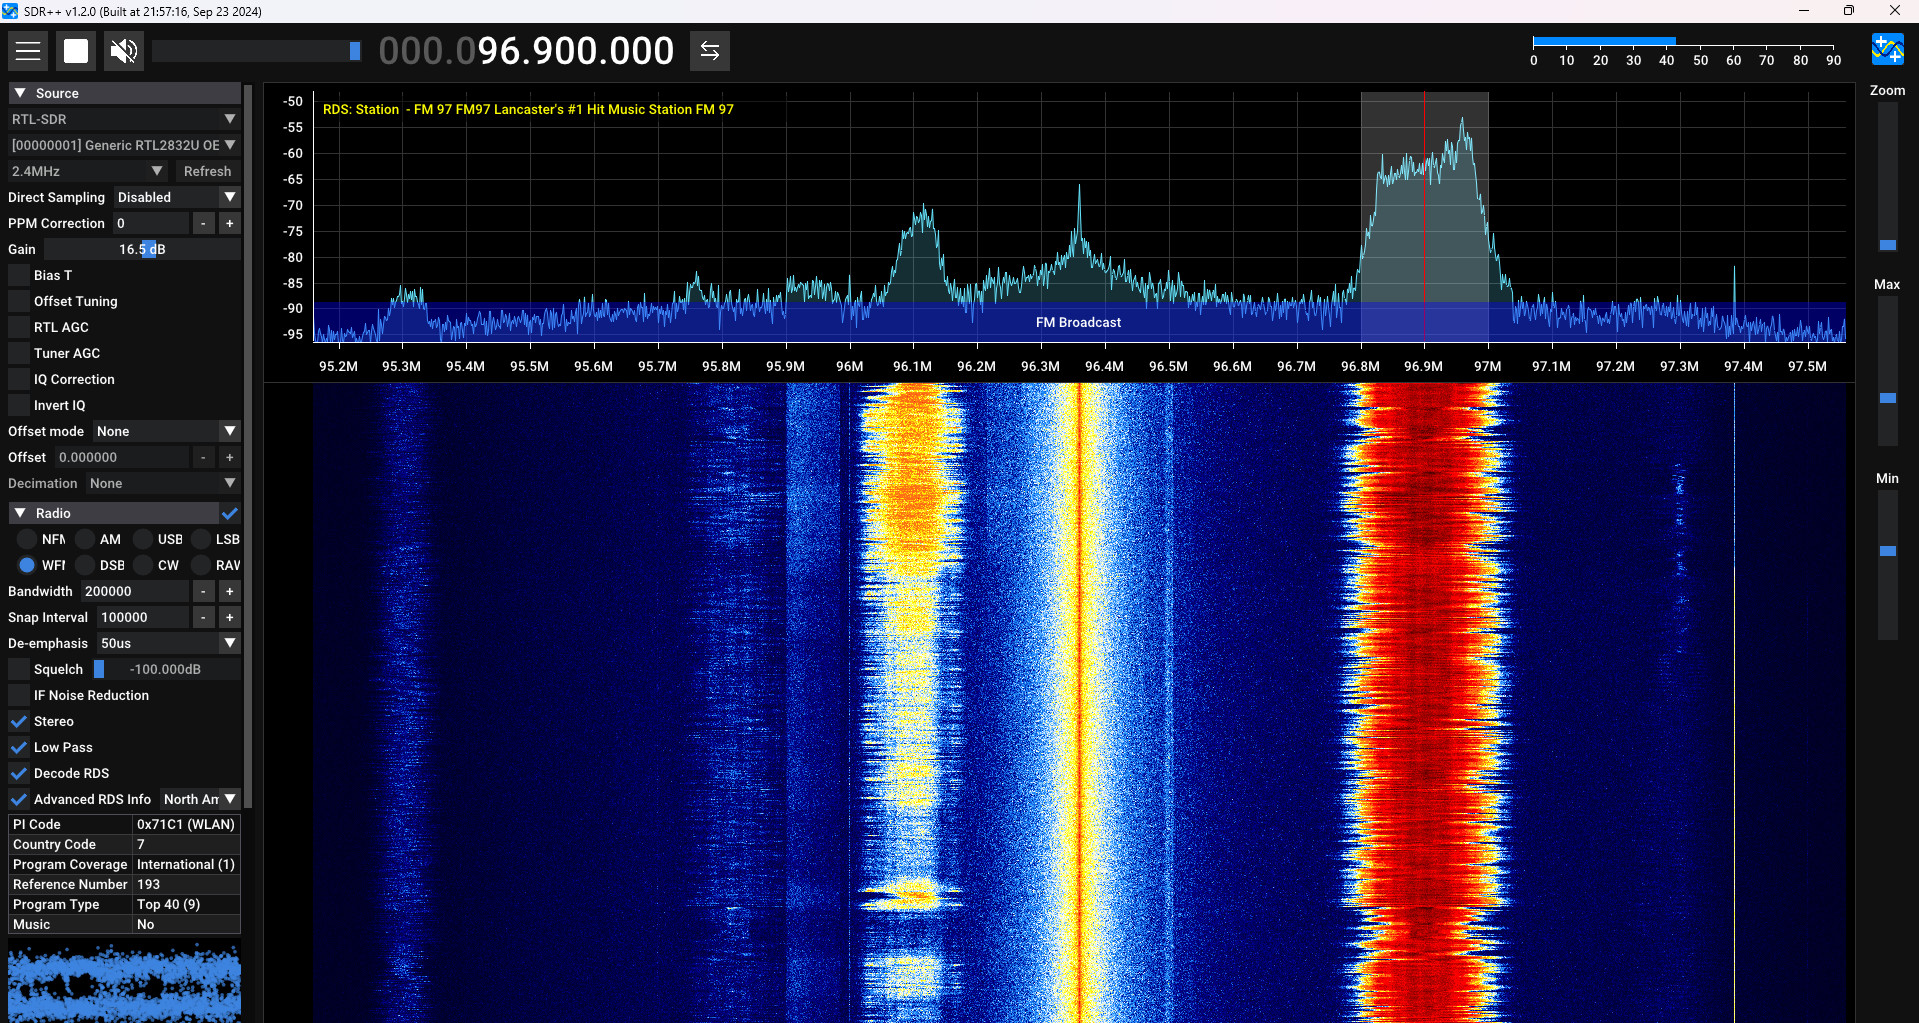 SDR++ v1.2.0 (Built at 21:57:16, Sep 23 2024)
000.096.900.000
0 10 20 30 40 50 60 70 80 90
Source
RTL-SDR
[00000001] Generic RTL2832U OE
2.4MHz Refresh
Direct Sampling Disabled
PPM Correction 0 - +
Gain 16.5 dB
Bias T
Offset Tuning
RTL AGC
Tuner AGC
IQ Correction
Invert IQ
Offset mode None
Offset 0.000000 - +
Decimation None
Radio
NFM AM USB LSB
WFM DSB CW RAW
Bandwidth 200000 - +
Snap Interval 100000 - +
De-emphasis 50us
Squelch -100.000dB
IF Noise Reduction
Stereo
Low Pass
Decode RDS
Advanced RDS Info North Am
PI Code 0x71C1 (WLAN)
Country Code 7
Program Coverage International (1)
Reference Number 193
Program Type Top 40 (9)
Music No
RDS: Station - FM 97 FM97 Lancaster's #1 Hit Music Station FM 97
-50
-55
-60
-65
-70
-75
-80
-85
-90
-95
FM Broadcast
95.2M 95.3M 95.4M 95.5M 95.6M 95.7M 95.8M 95.9M 96M 96.1M 96.2M 96.3M 96.4M 96.5M 96.6M 96.7M 96.8M 96.9M 97M 97.1M 97.2M 97.3M 97.4M 97.5M
Zoom
Max
Min